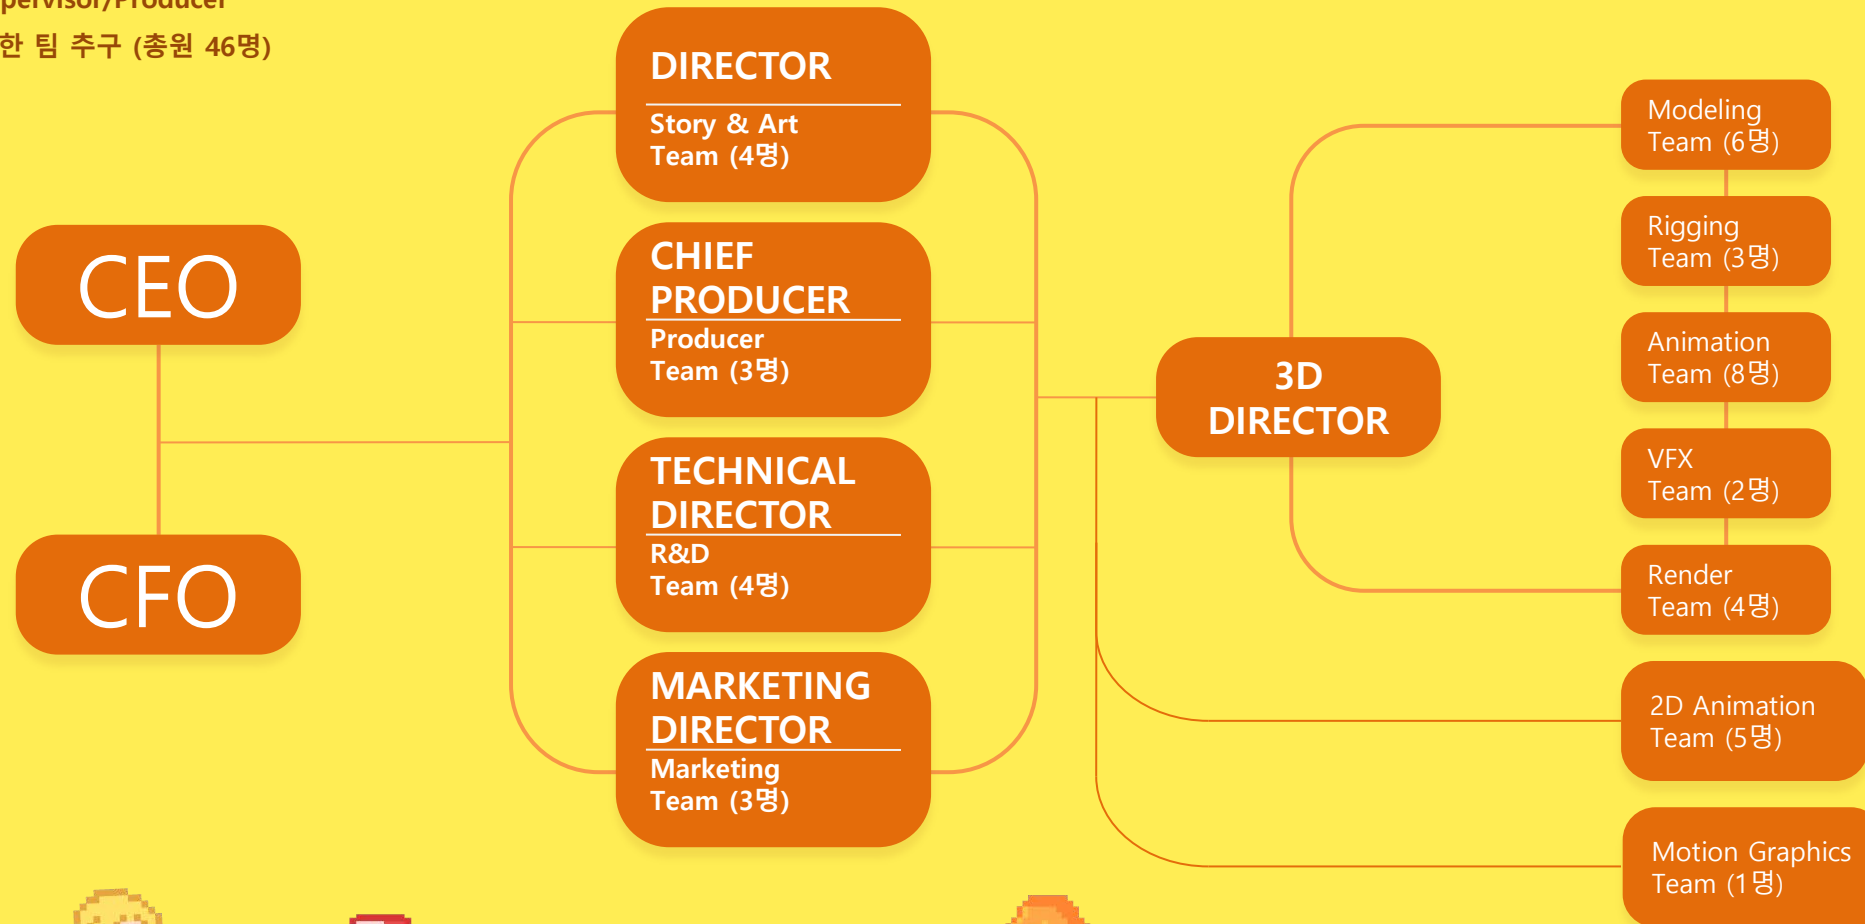 한 팀 추구 (총원 46명)
CEO
CFO
DIRECTOR
Story & Art
Team (4명)
CHIEF
PRODUCER
Producer
Team (3명)
TECHNICAL
DIRECTOR
R&D
Team (4명)
MARKETING
DIRECTOR
Marketing
Team (3명)
3D
DIRECTOR
Modeling
Team (6명)
Rigging
Team (3명)
Animation
Team (8명)
VFX
Team (2명)
Render
Team (4명)
2D Animation
Team (5명)
Motion Graphics
Team (1명)